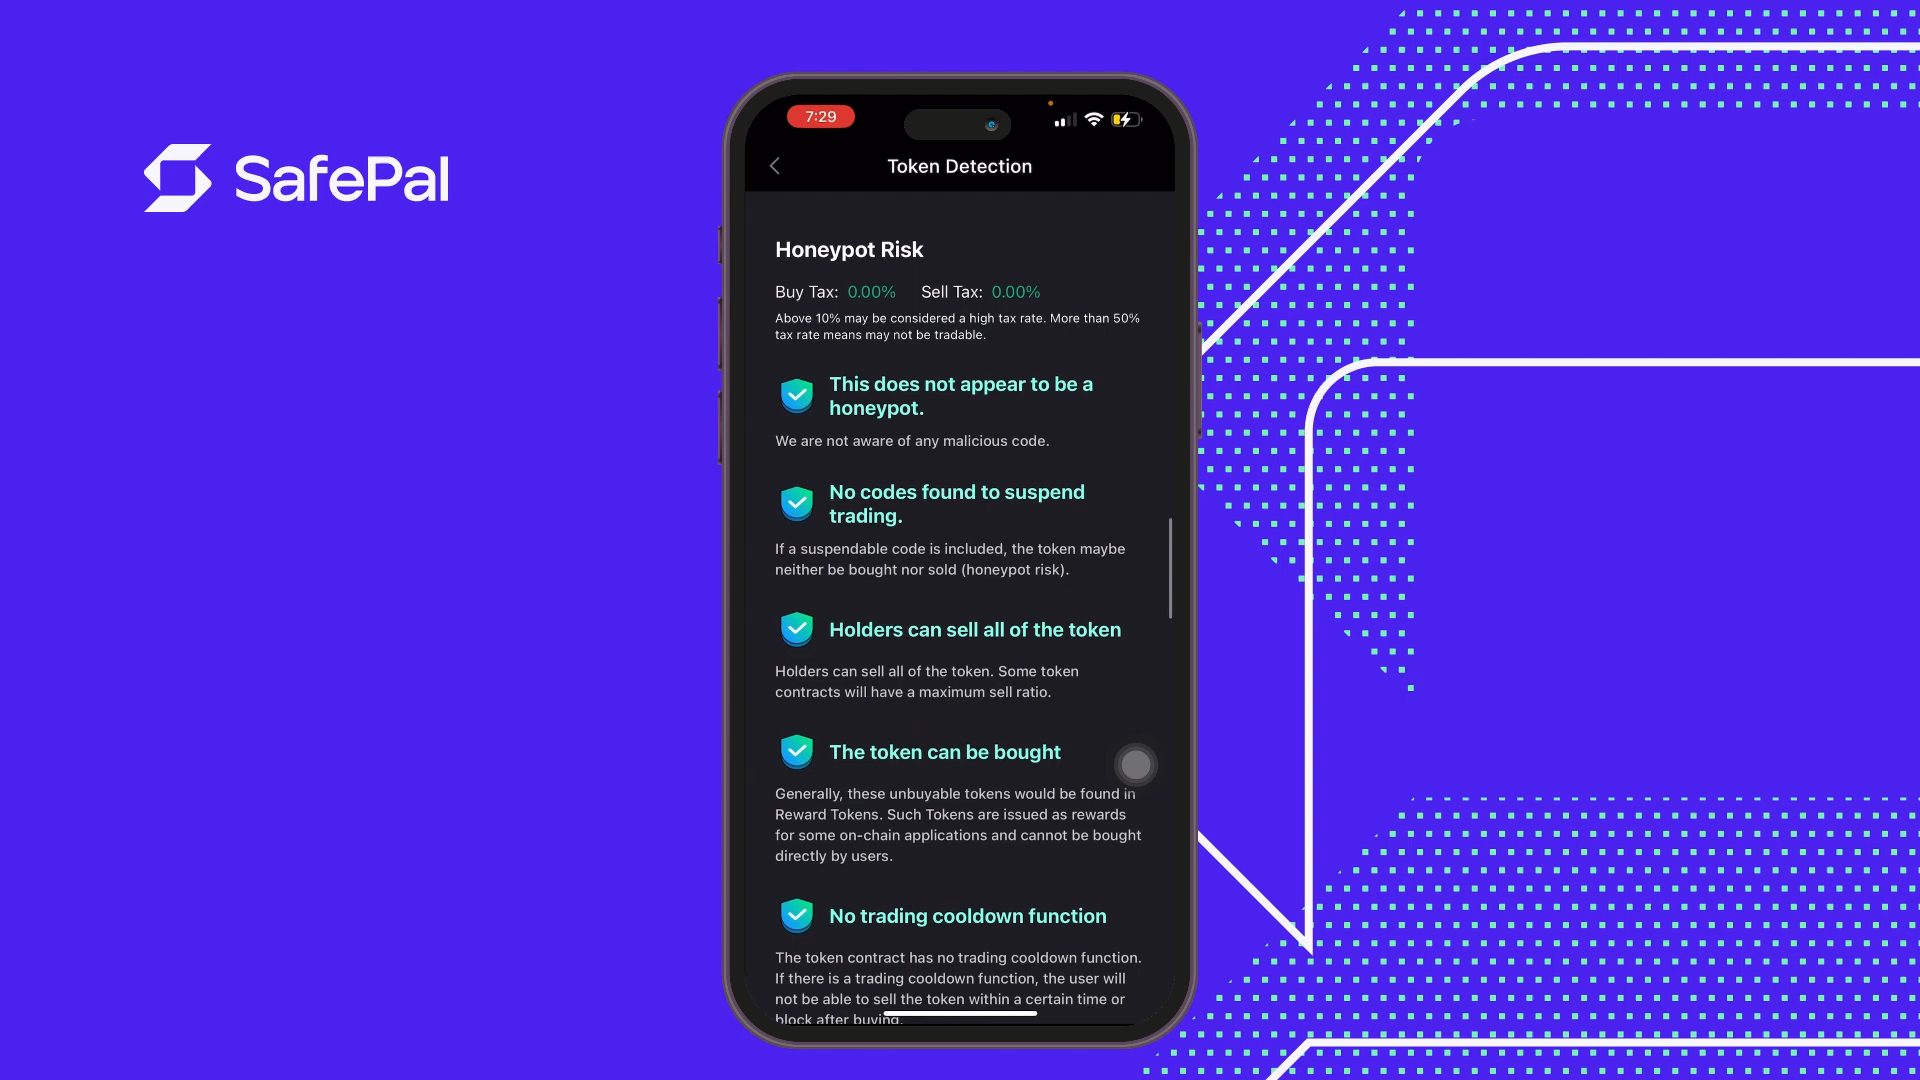 SafePal
7:29
Token Detection
Honeypot Risk
Buy Tax: 0.00% Sell Tax: 0.00%
Above 10% may be considered a high tax rate. More than 50%
tax rate means may not be tradable.
This does not appear to be a
honeypot.
We are not aware of any malicious code.
No codes found to suspend
trading.
If a suspendable code is included, the token maybe
neither be bought nor sold (honeypot risk).
Holders can sell all of the token
Holders can sell all of the token. Some token
contracts will have a maximum sell ratio.
The token can be bought
Generally, these unbuyable tokens would be found in
Reward Tokens. Such Tokens are issued as rewards
for some on-chain applications and cannot be bought
directly by users.
No trading cooldown function
The token contract has no trading cooldown function.
If there is a trading cooldown function, the user will
not be able to sell the token within a certain time or
block after buying.